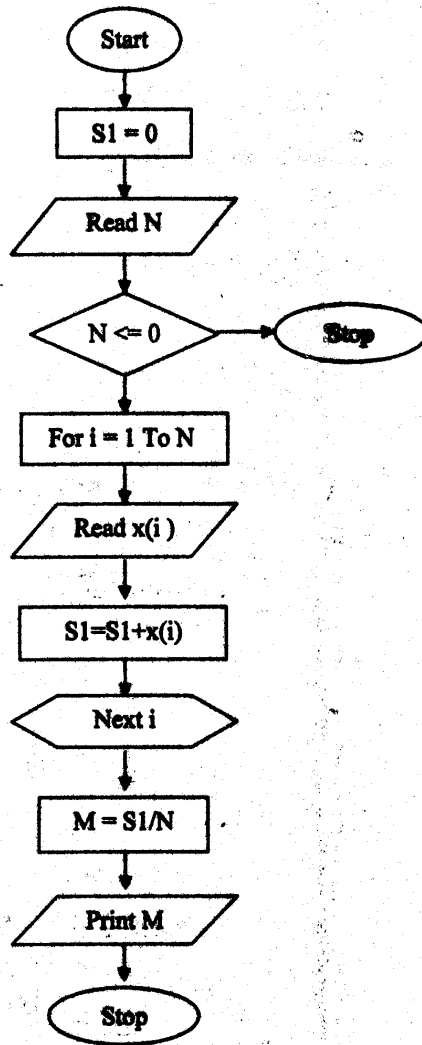 Start
S1 = 0
Read N
N <= 0
Stop
For i = 1 To N
Read x(i )
S1=S1+x(i)
Next i
M = S1/N
Print M
Stop